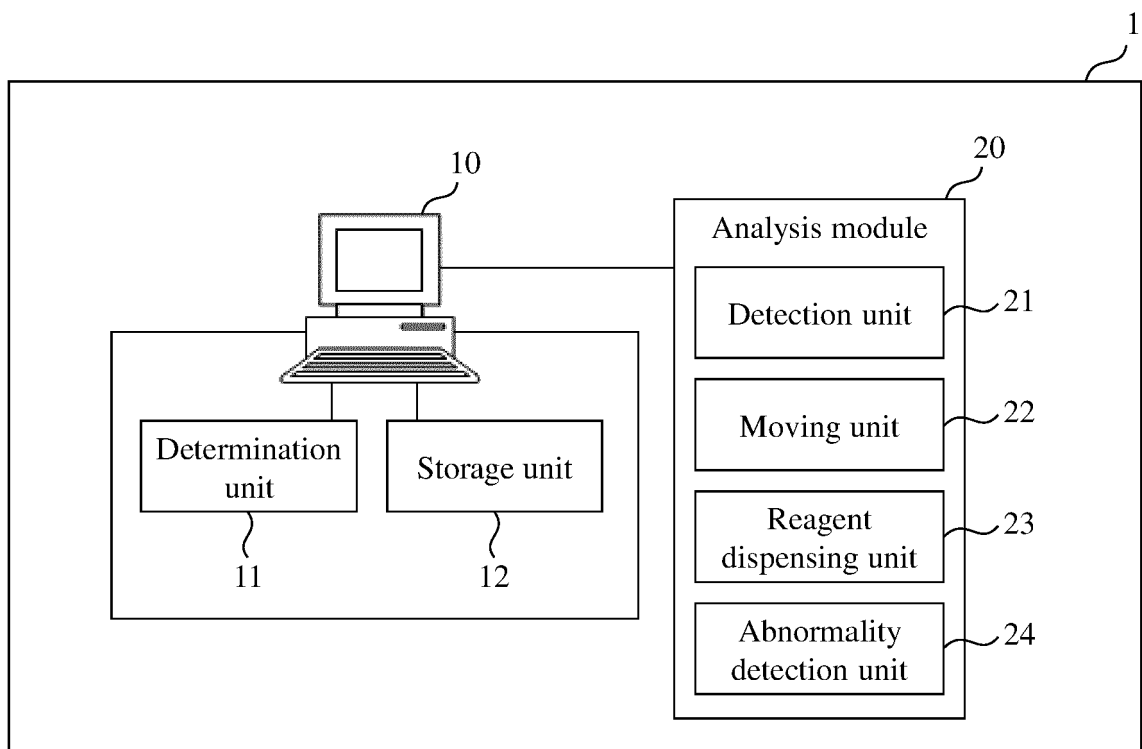 1
10
20
Analysis module
Detection unit
21
Moving unit
22
Determination
unit
Storage unit
11
12
Reagent
dispensing unit
23
Abnormality
detection unit
24